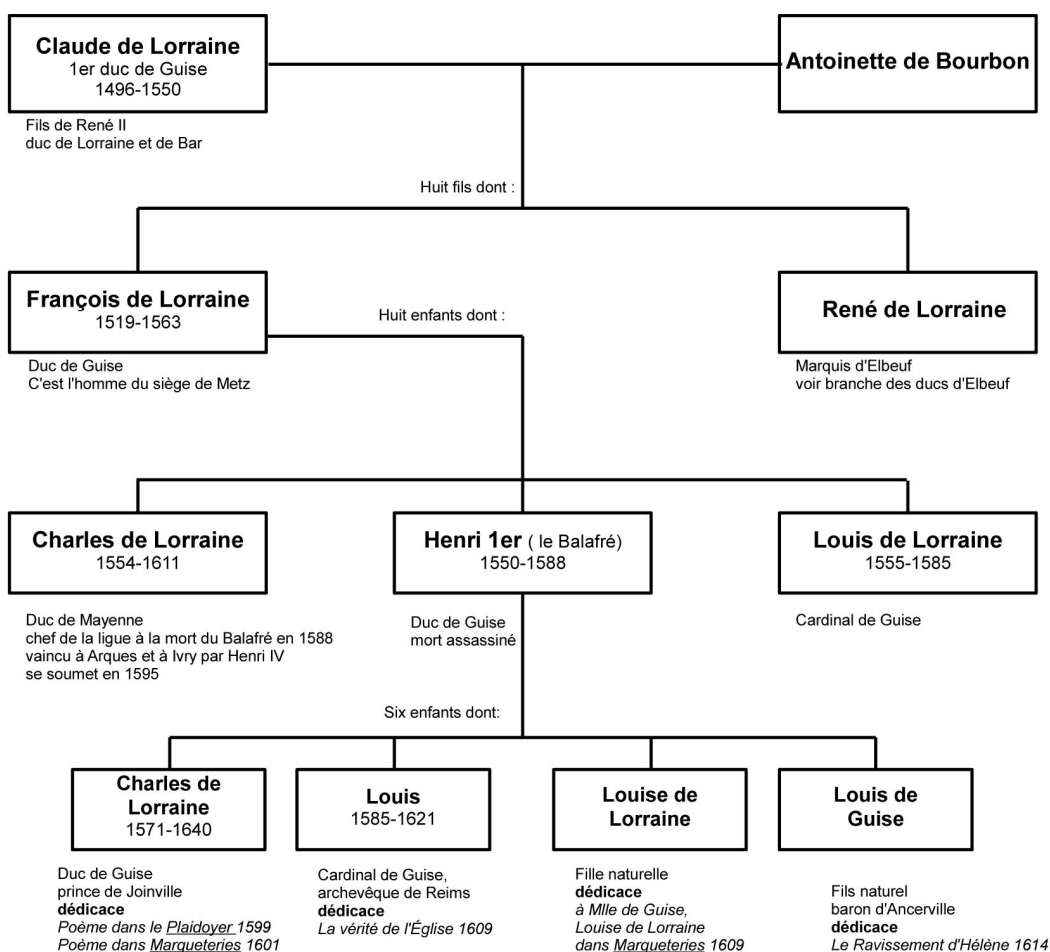 Claude de Lorraine
1er duc de Guise
1496-1550
Antoinette de Bourbon
Fils de René II
duc de Lorraine et de Bar
Huit fils dont :
François de Lorraine
1519-1563
Huit enfants dont :
René de Lorraine
Duc de Guise
C'est l'homme du siège de Metz
Marquis d'Elbeuf
voir branche des ducs d'Elbeuf
Charles de Lorraine
1554-1611
Henri 1er ( le Balafré)
1550-1588
Louis de Lorraine
1555-1585
Duc de Mayenne
chef de la ligue à la mort du Balafré en 1588
vaincu à Arques et à Ivry par Henri IV
se soumet en 1595
Duc de Guise
mort assassiné
Cardinal de Guise
Six enfants dont:
Charles de
Lorraine
1571-1640
Louis
1585-1621
Louise de
Lorraine
Louis de
Guise
Duc de Guise
prince de Joinville
dédicace
Poème dans le Plaidoyer 1599
Poème dans Marqueteries 1601
Cardinal de Guise,
archevêque de Reims
dédicace
La vérité de l'Église 1609
Fille naturelle
dédicace
à Mlle de Guise,
Louise de Lorraine
dans Marqueteries 1609
Fils naturel
baron d'Ancerville
dédicace
Le Ravissement d'Hélène 1614